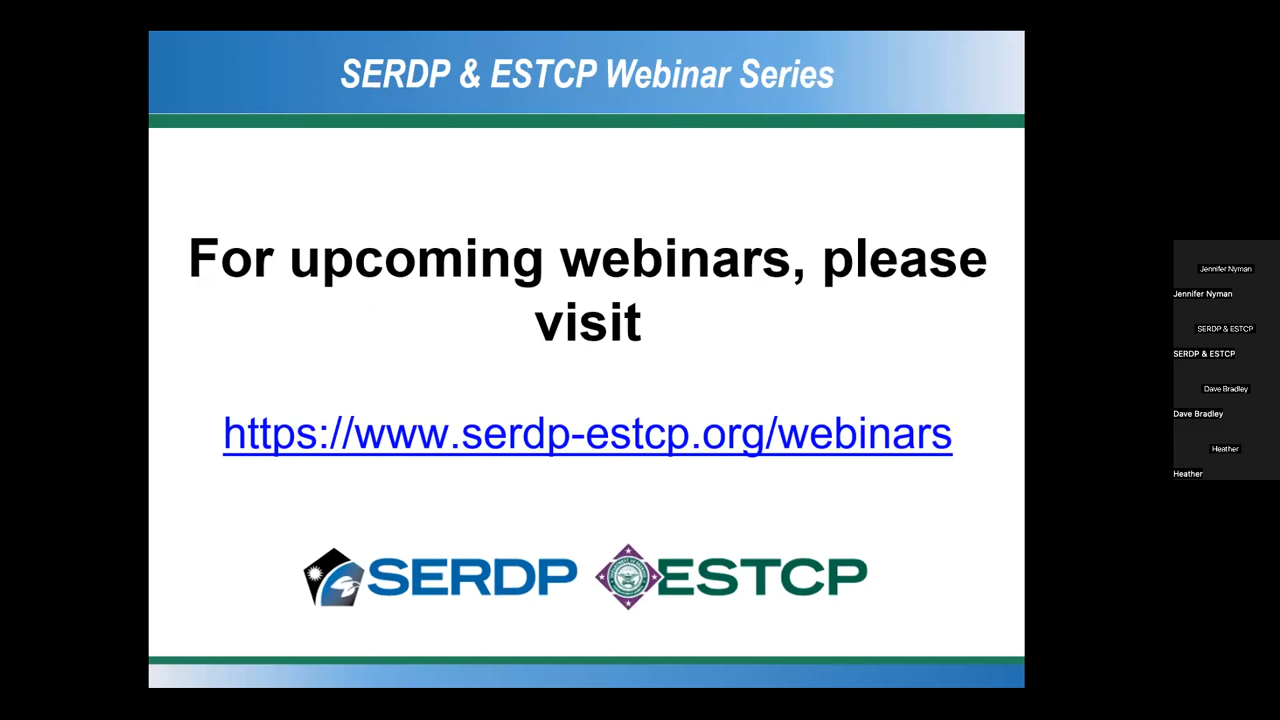 SERDP & ESTCP Webinar Series
For upcoming webinars, please
visit
https://www.serdp-estcp.org/webinars
SERDP
ESTCP
Jennifer Nyman
Jennifer Nyman
SERDP & ESTCP
SERDP & ESTCP
Dave Bradley
Dave Bradley
Heather
Heather